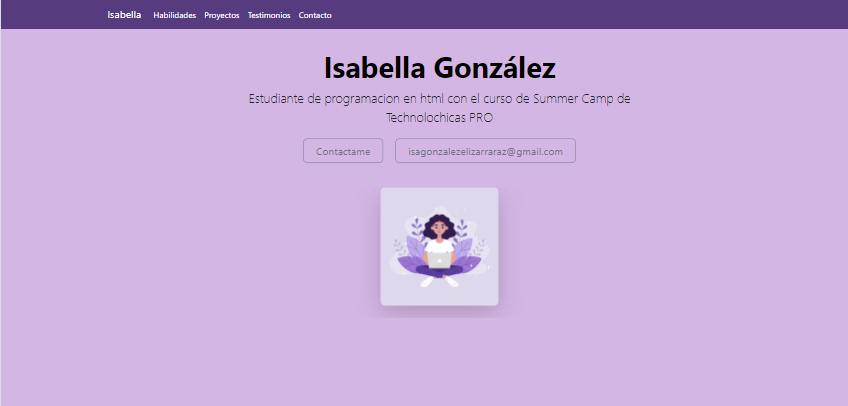 Isabella Habilidades Proyectos Testimonios Contacto
Isabella González
Estudiante de programacion en html con el curso de Summer Camp de
Technolochicas PRO
Contactame isagonzalezelizarraraz@gmail.com